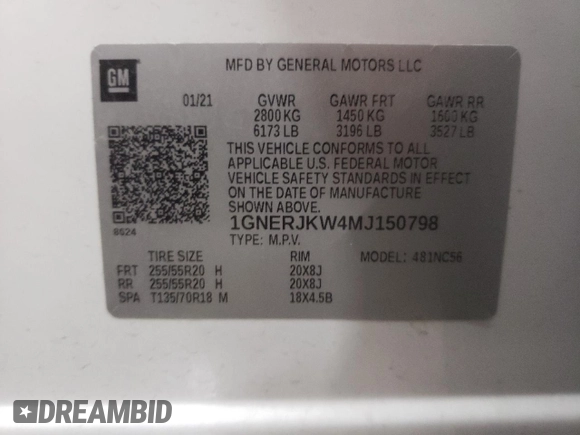 GM
MFD BY GENERAL MOTORS LLC
01/21 GVWR GAWR FRT GAWR RR
2800 KG 1450 KG 1600 KG
6173 LB 3196 LB 3527 LB
THIS VEHICLE CONFORMS TO ALL
APPLICABLE U.S. FEDERAL MOTOR
VEHICLE SAFETY STANDARDS IN EFFECT
ON THE DATE OF MANUFACTURE
SHOWN ABOVE.
8624
1GNERJKW4MJ150798
TYPE: M.P.V.
TIRE SIZE RIM MODEL: 481NC56
FRT 255/55R20 H 20X8J
RR 255/55R20 H 20X8J
SPA T135/70R18 M 18X4.5B
DREAMBID